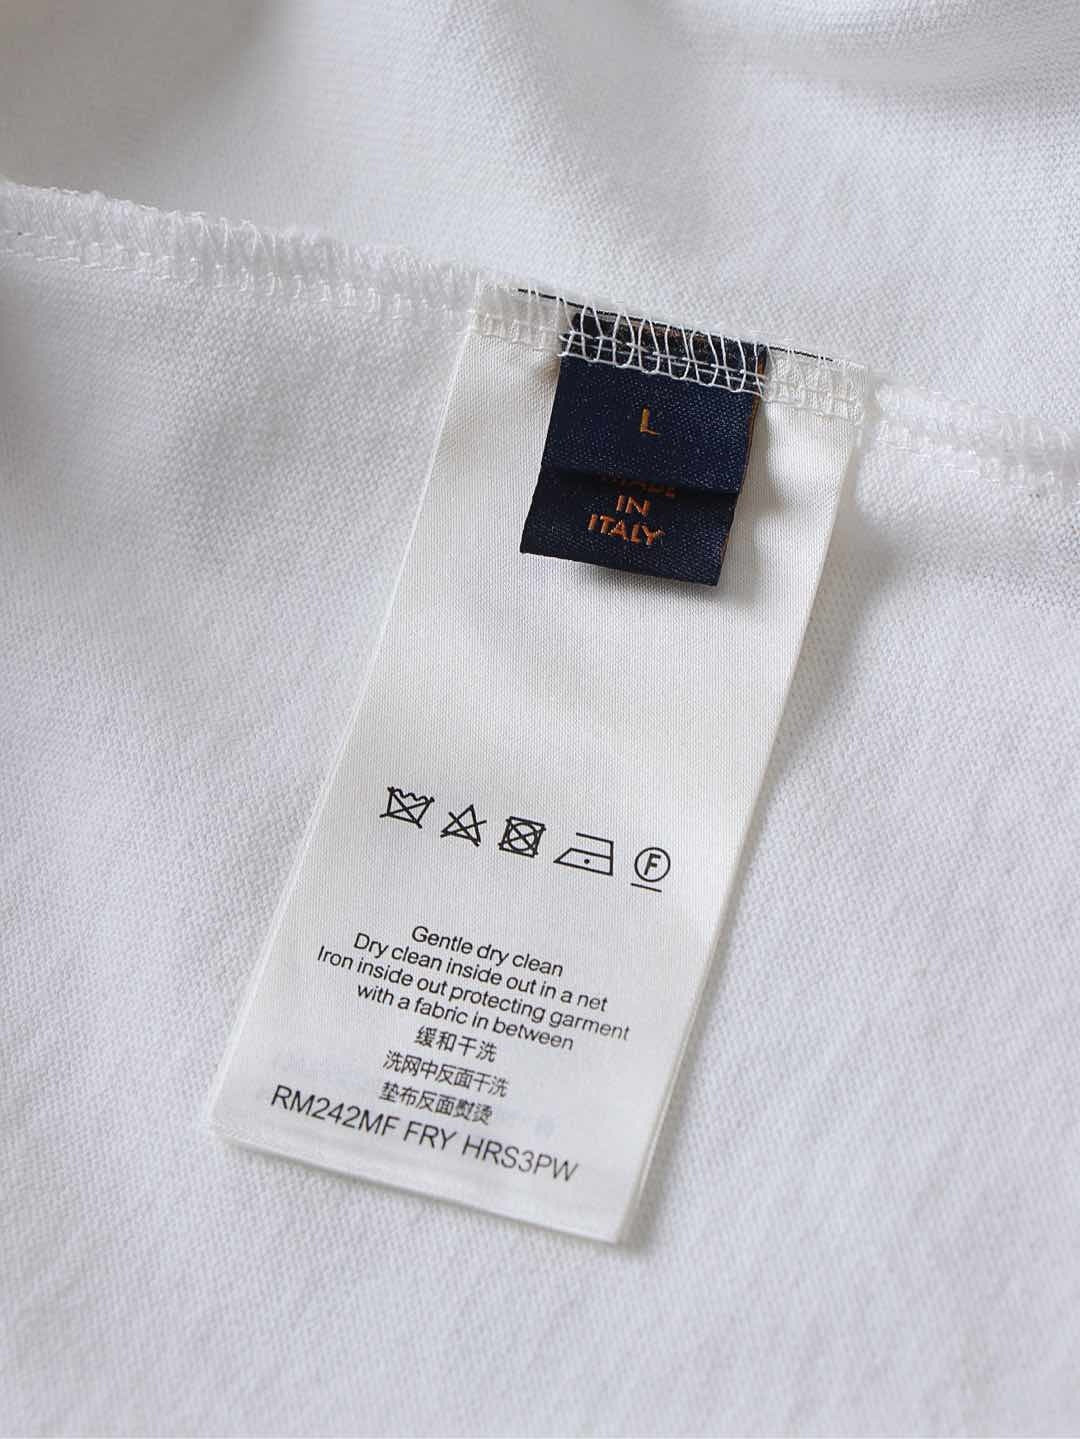 L
MADE
IN
ITALY
F
Gentle dry clean
Dry clean inside out in a net
Iron inside out protecting garment
with a fabric in between
缓和干洗
洗网中反面干洗
垫布反面熨烫
RM242MF FRY HRS3PW